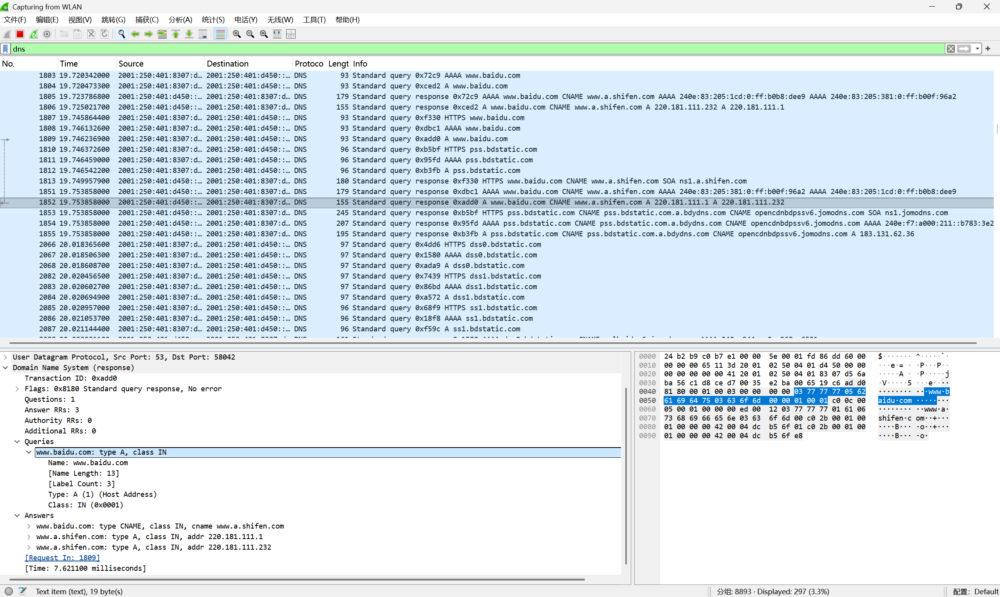 Capturing from WLAN
文件(F) 编辑(E) 视图(V) 跳转(G) 捕获(C) 分析(A) 统计(S) 电话(Y) 无线(W) 工具(T) 帮助(H)
dns
No. Time Source Destination Protoco Lengt Info
1803 19.720342000 2001:250:401:8307:d… 2001:250:401:d450::… DNS 93 Standard query 0x72c9 AAAA www.baidu.com
1804 19.720473300 2001:250:401:8307:d… 2001:250:401:d450::… DNS 93 Standard query 0xced2 A www.baidu.com
1805 19.723786800 2001:250:401:d450::… 2001:250:401:8307:d… DNS 179 Standard query response 0x72c9 AAAA www.baidu.com CNAME www.a.shifen.com AAAA 240e:83:205:1cd:0:ff:b0b8:dee9 AAAA 240e:83:205:381:0:ff:b00f:96a2
1806 19.725021700 2001:250:401:d450::… 2001:250:401:8307:d… DNS 155 Standard query response 0xced2 A www.baidu.com CNAME www.a.shifen.com A 220.181.111.232 A 220.181.111.1
1807 19.745864400 2001:250:401:8307:d… 2001:250:401:d450::… DNS 93 Standard query 0xf330 HTTPS www.baidu.com
1808 19.746132600 2001:250:401:8307:d… 2001:250:401:d450::… DNS 93 Standard query 0xdbc1 AAAA www.baidu.com
1809 19.746236900 2001:250:401:8307:d… 2001:250:401:d450::… DNS 93 Standard query 0xadd0 A www.baidu.com
1810 19.746372600 2001:250:401:8307:d… 2001:250:401:d450::… DNS 96 Standard query 0xb5bf HTTPS pss.bdstatic.com
1811 19.746459000 2001:250:401:8307:d… 2001:250:401:d450::… DNS 96 Standard query 0x95fd AAAA pss.bdstatic.com
1812 19.746542200 2001:250:401:8307:d… 2001:250:401:d450::… DNS 96 Standard query 0xb3fb A pss.bdstatic.com
1813 19.749957900 2001:250:401:d450::… 2001:250:401:8307:d… DNS 180 Standard query response 0xf330 HTTPS www.baidu.com CNAME www.a.shifen.com SOA ns1.a.shifen.com
1851 19.753858000 2001:250:401:d450::… 2001:250:401:8307:d… DNS 179 Standard query response 0xdbc1 AAAA www.baidu.com CNAME www.a.shifen.com AAAA 240e:83:205:381:0:ff:b00f:96a2 AAAA 240e:83:205:1cd:0:ff:b0b8:dee9
1852 19.753858000 2001:250:401:d450::… 2001:250:401:8307:d… DNS 155 Standard query response 0xadd0 A www.baidu.com CNAME www.a.shifen.com A 220.181.111.1 A 220.181.111.232
1853 19.753858000 2001:250:401:d450::… 2001:250:401:8307:d… DNS 245 Standard query response 0xb5bf HTTPS pss.bdstatic.com CNAME pss.bdstatic.com.a.bdydns.com CNAME opencdnbdpssv6.jomodns.com SOA ns1.jomodns.com
1854 19.753858000 2001:250:401:d450::… 2001:250:401:8307:d… DNS 207 Standard query response 0x95fd AAAA pss.bdstatic.com CNAME pss.bdstatic.com.a.bdydns.com CNAME opencdnbdpssv6.jomodns.com AAAA 240e:f7:a000:211::b783:3e2
1855 19.753858000 2001:250:401:d450::… 2001:250:401:8307:d… DNS 195 Standard query response 0xb3fb A pss.bdstatic.com CNAME pss.bdstatic.com.a.bdydns.com CNAME opencdnbdpssv6.jomodns.com A 183.131.62.36
2066 20.018365600 2001:250:401:8307:d… 2001:250:401:d450::… DNS 97 Standard query 0x4dd6 HTTPS dss0.bdstatic.com
2067 20.018506300 2001:250:401:8307:d… 2001:250:401:d450::… DNS 97 Standard query 0x1580 AAAA dss0.bdstatic.com
2068 20.018608700 2001:250:401:8307:d… 2001:250:401:d450::… DNS 97 Standard query 0xada9 A dss0.bdstatic.com
2082 20.020456500 2001:250:401:8307:d… 2001:250:401:d450::… DNS 97 Standard query 0x7439 HTTPS dss1.bdstatic.com
2083 20.020602700 2001:250:401:8307:d… 2001:250:401:d450::… DNS 97 Standard query 0x86bd AAAA dss1.bdstatic.com
2084 20.020694900 2001:250:401:8307:d… 2001:250:401:d450::… DNS 97 Standard query 0xa572 A dss1.bdstatic.com
2085 20.020957000 2001:250:401:8307:d… 2001:250:401:d450::… DNS 96 Standard query 0x68f9 HTTPS ss1.bdstatic.com
2086 20.021053700 2001:250:401:8307:d… 2001:250:401:d450::… DNS 96 Standard query 0x18f8 AAAA ss1.bdstatic.com
2087 20.021144400 2001:250:401:8307:d… 2001:250:401:d450::… DNS 96 Standard query 0xf59c A ss1.bdstatic.com
User Datagram Protocol, Src Port: 53, Dst Port: 58042
Domain Name System (response)
Transaction ID: 0xadd0
Flags: 0x8180 Standard query response, No error
Questions: 1
Answer RRs: 3
Authority RRs: 0
Additional RRs: 0
Queries
www.baidu.com: type A, class IN
Name: www.baidu.com
[Name Length: 13]
[Label Count: 3]
Type: A (1) (Host Address)
Class: IN (0x0001)
Answers
www.baidu.com: type CNAME, class IN, cname www.a.shifen.com
www.a.shifen.com: type A, class IN, addr 220.181.111.1
www.a.shifen.com: type A, class IN, addr 220.181.111.232
[Request In: 1809]
[Time: 7.621100 milliseconds]
0000 24 b2 b9 c0 b7 e1 00 00 5e 00 01 fd 86 dd 60 00 $······· ^·····`·
0010 00 00 00 65 11 3d 20 01 02 50 04 01 d4 50 00 00 ···e·= · ·P···P··
0020 00 00 00 00 00 41 20 01 02 50 04 01 83 07 d5 6a ·····A · ·P·····j
0030 ba 56 c1 d8 ce d7 00 35 e2 ba 00 65 19 c6 ad d0 ·V·····5 ···e····
0040 81 80 00 01 00 03 00 00 00 00 03 77 77 77 05 62 ········ ···www·b
0050 61 69 64 75 03 63 6f 6d 00 00 01 00 01 c0 0c 00 aidu·com ········
0060 05 00 01 00 00 00 ed 00 12 03 77 77 77 01 61 06 ········ ··www·a·
0070 73 68 69 66 65 6e 03 63 6f 6d 00 c0 2b 00 01 00 shifen·c om··+···
0080 01 00 00 00 42 00 04 dc b5 6f 01 c0 2b 00 01 00 ····B··· ·o··+···
0090 01 00 00 00 42 00 04 dc b5 6f e8 ····B··· ·o·
Text item (text), 19 byte(s) 分组: 8893 · Displayed: 297 (3.3%) 配置: Default